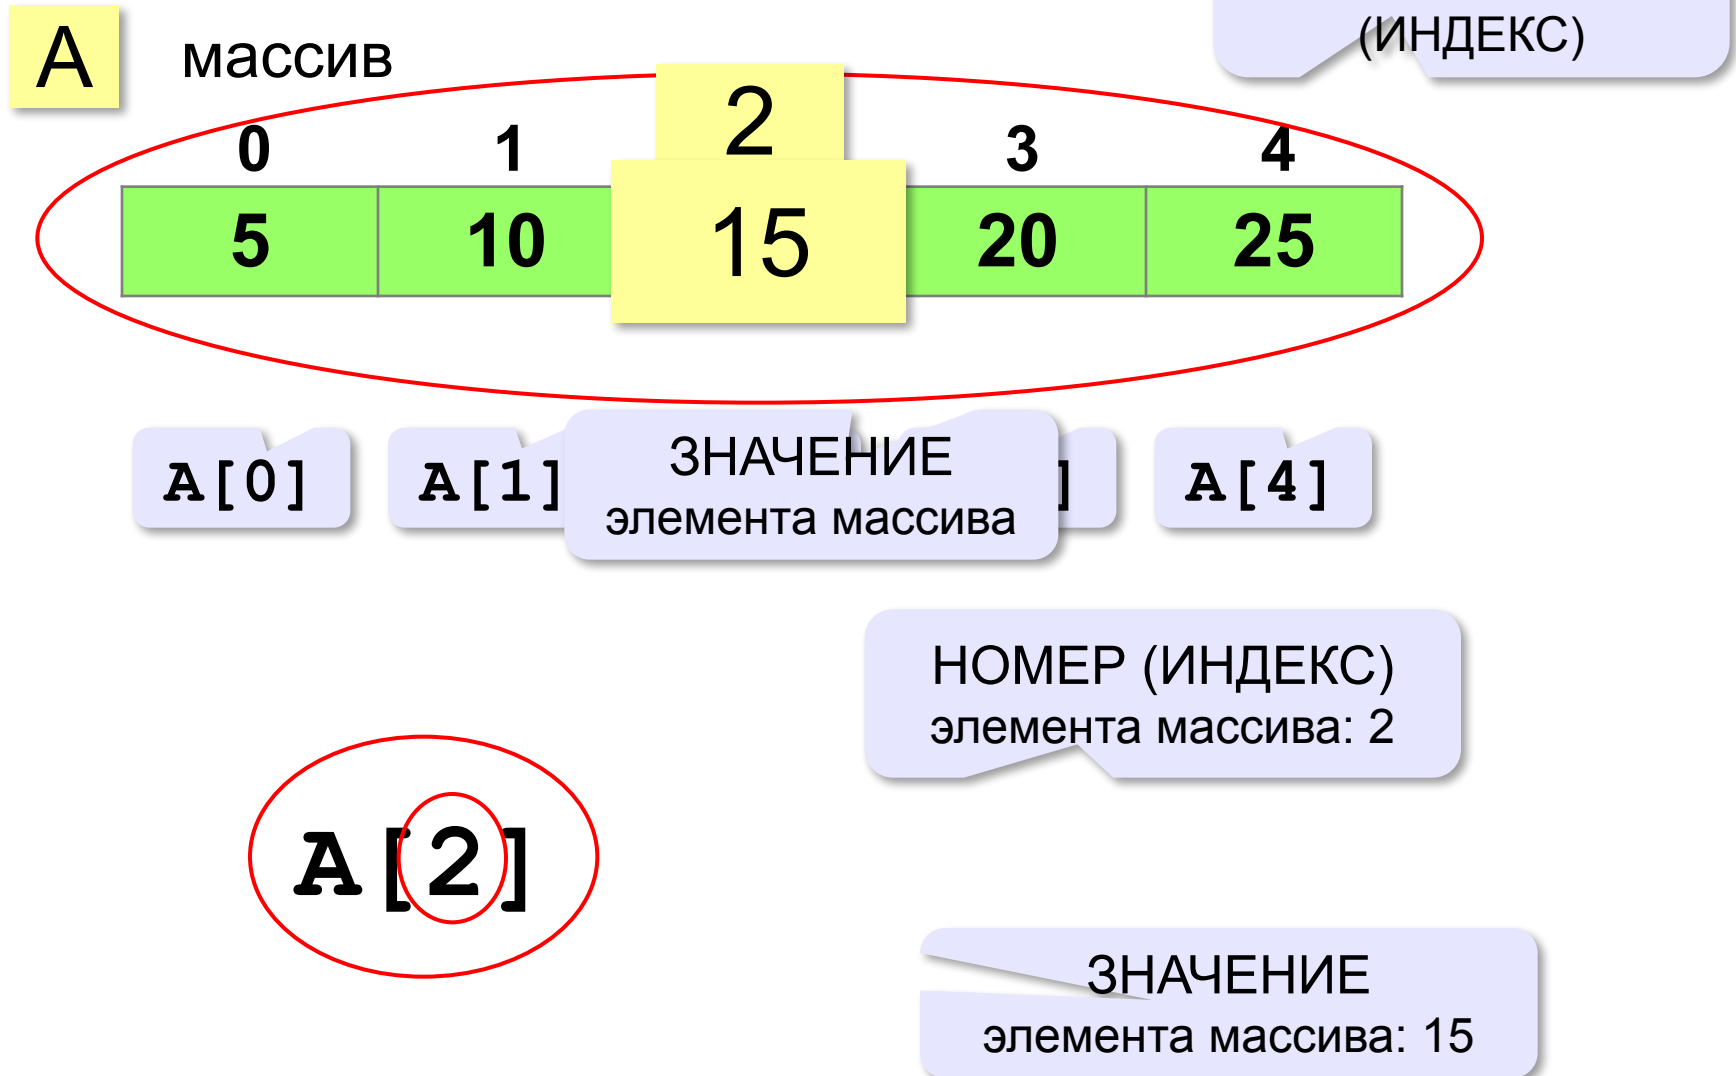 А массив
(ИНДЕКС)
0 1 2 3 4
5 10 15 20 25
A[0] A[1] ] A[4]
ЗНАЧЕНИЕ
элемента массива
НОМЕР (ИНДЕКС)
элемента массива: 2
A[2]
ЗНАЧЕНИЕ
элемента массива: 15